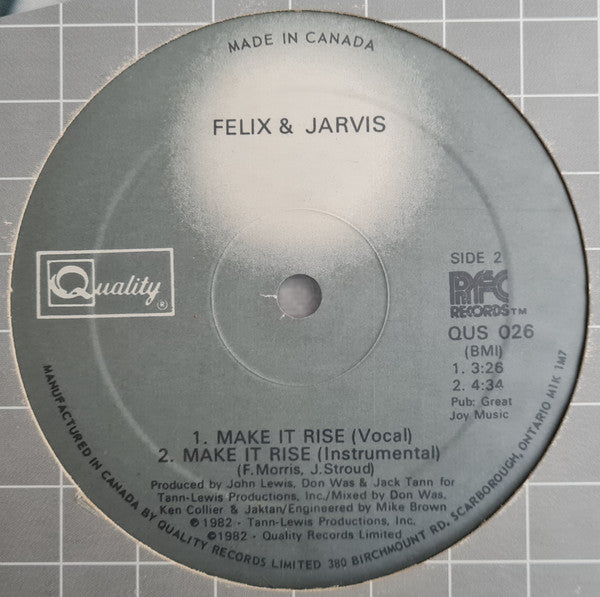 MADE IN CANADA
FELIX & JARVIS
Quality®
SIDE 2
RFC
RECORDS™
QUS 026
(BMI)
1. 3:26
2. 4:34
Pub: Great
Joy Music
1. MAKE IT RISE (Vocal)
2. MAKE IT RISE (Instrumental)
(F. Morris, J. Stroud)
Produced by John Lewis, Don Was & Jack Tann for
Tann-Lewis Productions, Inc./Mixed by Don Was,
Ken Collier & Jaktan/Engineered by Mike Brown
℗ 1982 - Tann-Lewis Productions, Inc.
©1982 - Quality Records Limited
MANUFACTURED IN CANADA BY QUALITY RECORDS LIMITED 380 BIRCHMOUNT RD. SCARBOROUGH, ONTARIO M1K 1M7